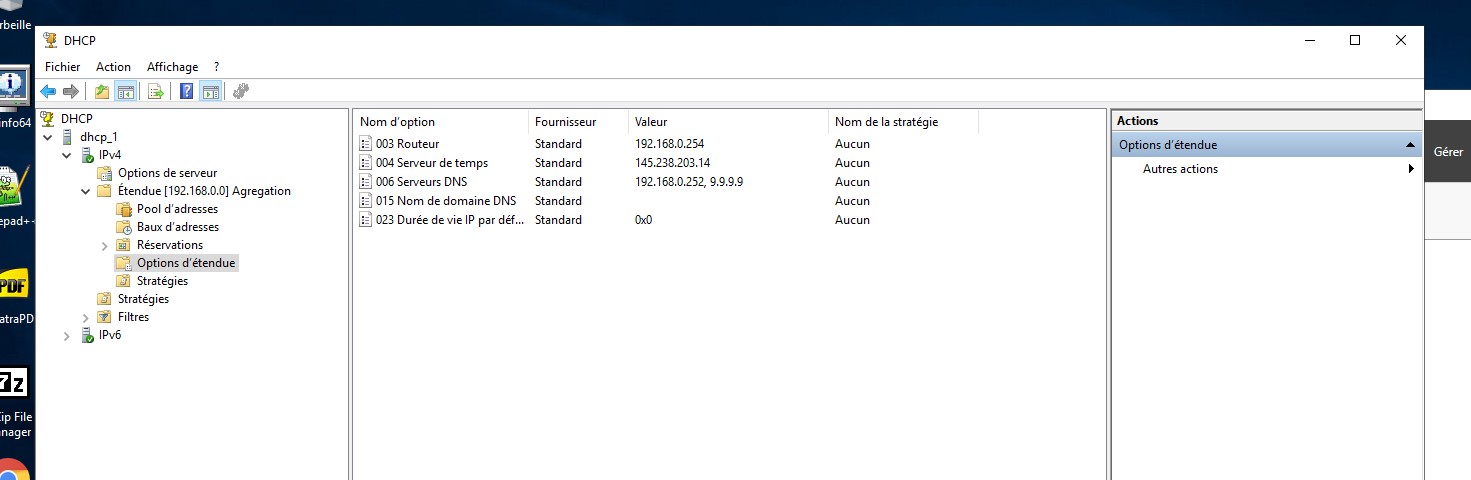 rbeille
DHCP
Fichier Action Affichage ?
info64
DHCP
dhcp_1
IPv4
Options de serveur
Étendue [192.168.0.0] Agregation
Pool d'adresses
Baux d'adresses
Réservations
Options d'étendue
Stratégies
Stratégies
Filtres
IPv6
Nom d'option Fournisseur Valeur Nom de la stratégie
003 Routeur Standard 192.168.0.254 Aucun
004 Serveur de temps Standard 145.238.203.14 Aucun
006 Serveurs DNS Standard 192.168.0.252, 9.9.9.9 Aucun
015 Nom de domaine DNS Standard Aucun
023 Durée de vie IP par déf... Standard 0x0 Aucun
Actions
Options d'étendue
Autres actions
Gérer
epad++
PDF
atraPD
7z
Zip File
anager